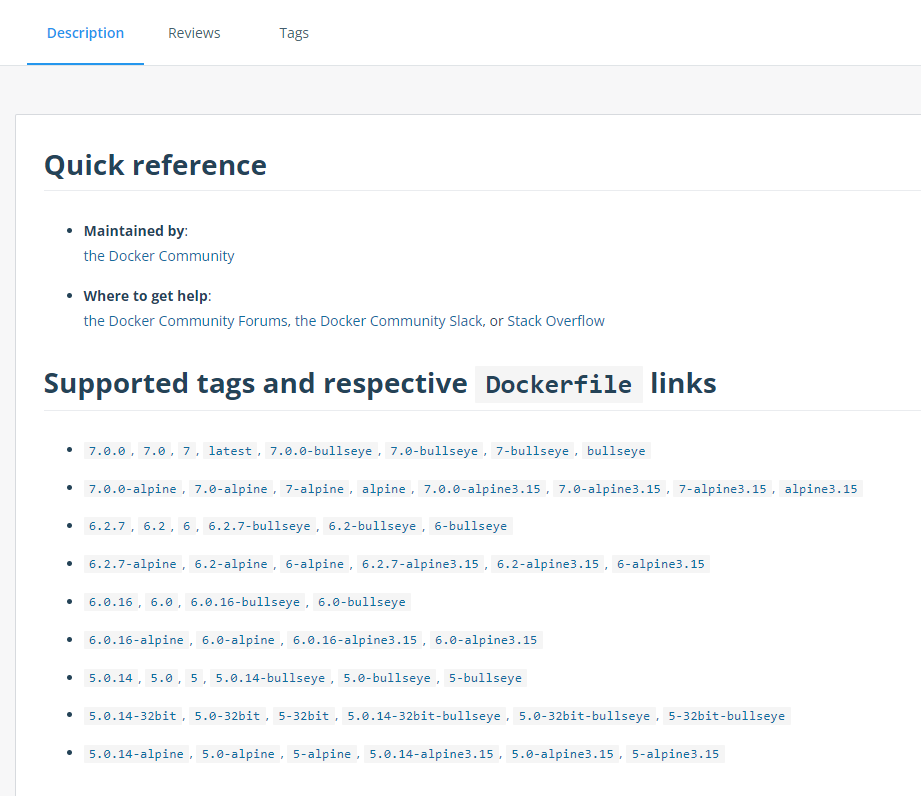 Description Reviews Tags
Quick reference
Maintained by:
the Docker Community
Where to get help:
the Docker Community Forums, the Docker Community Slack, or Stack Overflow
Supported tags and respective Dockerfile links
7.0.0, 7.0, 7, latest, 7.0.0-bullseye, 7.0-bullseye, 7-bullseye, bullseye
7.0.0-alpine, 7.0-alpine, 7-alpine, alpine, 7.0.0-alpine3.15, 7.0-alpine3.15, 7-alpine3.15, alpine3.15
6.2.7, 6.2, 6, 6.2.7-bullseye, 6.2-bullseye, 6-bullseye
6.2.7-alpine, 6.2-alpine, 6-alpine, 6.2.7-alpine3.15, 6.2-alpine3.15, 6-alpine3.15
6.0.16, 6.0, 6.0.16-bullseye, 6.0-bullseye
6.0.16-alpine, 6.0-alpine, 6.0.16-alpine3.15, 6.0-alpine3.15
5.0.14, 5.0, 5, 5.0.14-bullseye, 5.0-bullseye, 5-bullseye
5.0.14-32bit, 5.0-32bit, 5-32bit, 5.0.14-32bit-bullseye, 5.0-32bit-bullseye, 5-32bit-bullseye
5.0.14-alpine, 5.0-alpine, 5-alpine, 5.0.14-alpine3.15, 5.0-alpine3.15, 5-alpine3.15